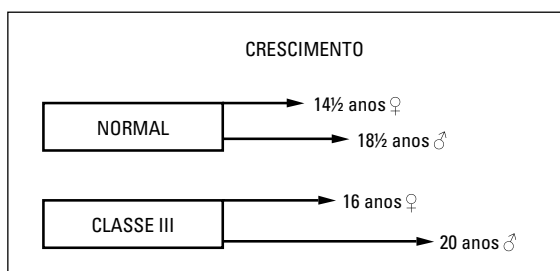 CRESCIMENTO
14½ anos ♀
NORMAL
18½ anos ♂
16 anos ♀
CLASSE III
20 anos ♂